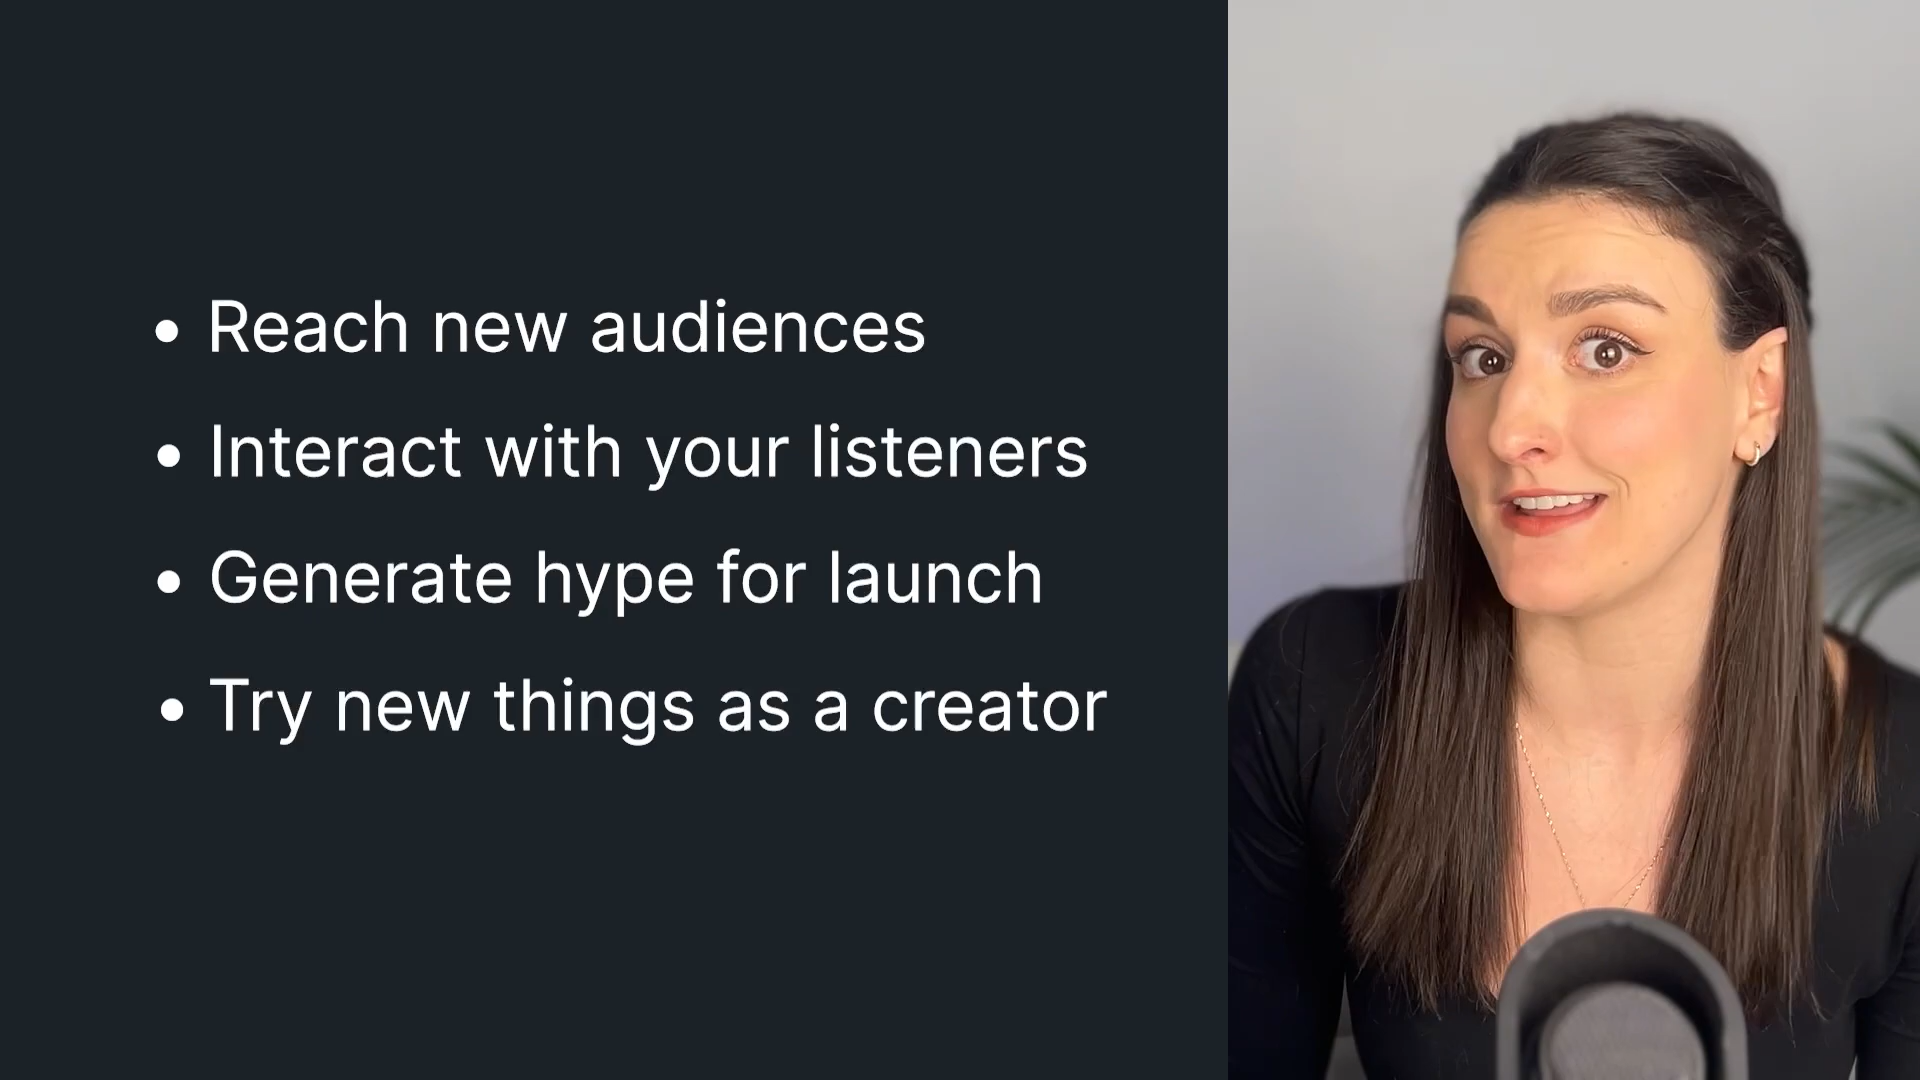 • Reach new audiences
• Interact with your listeners
• Generate hype for launch
• Try new things as a creator